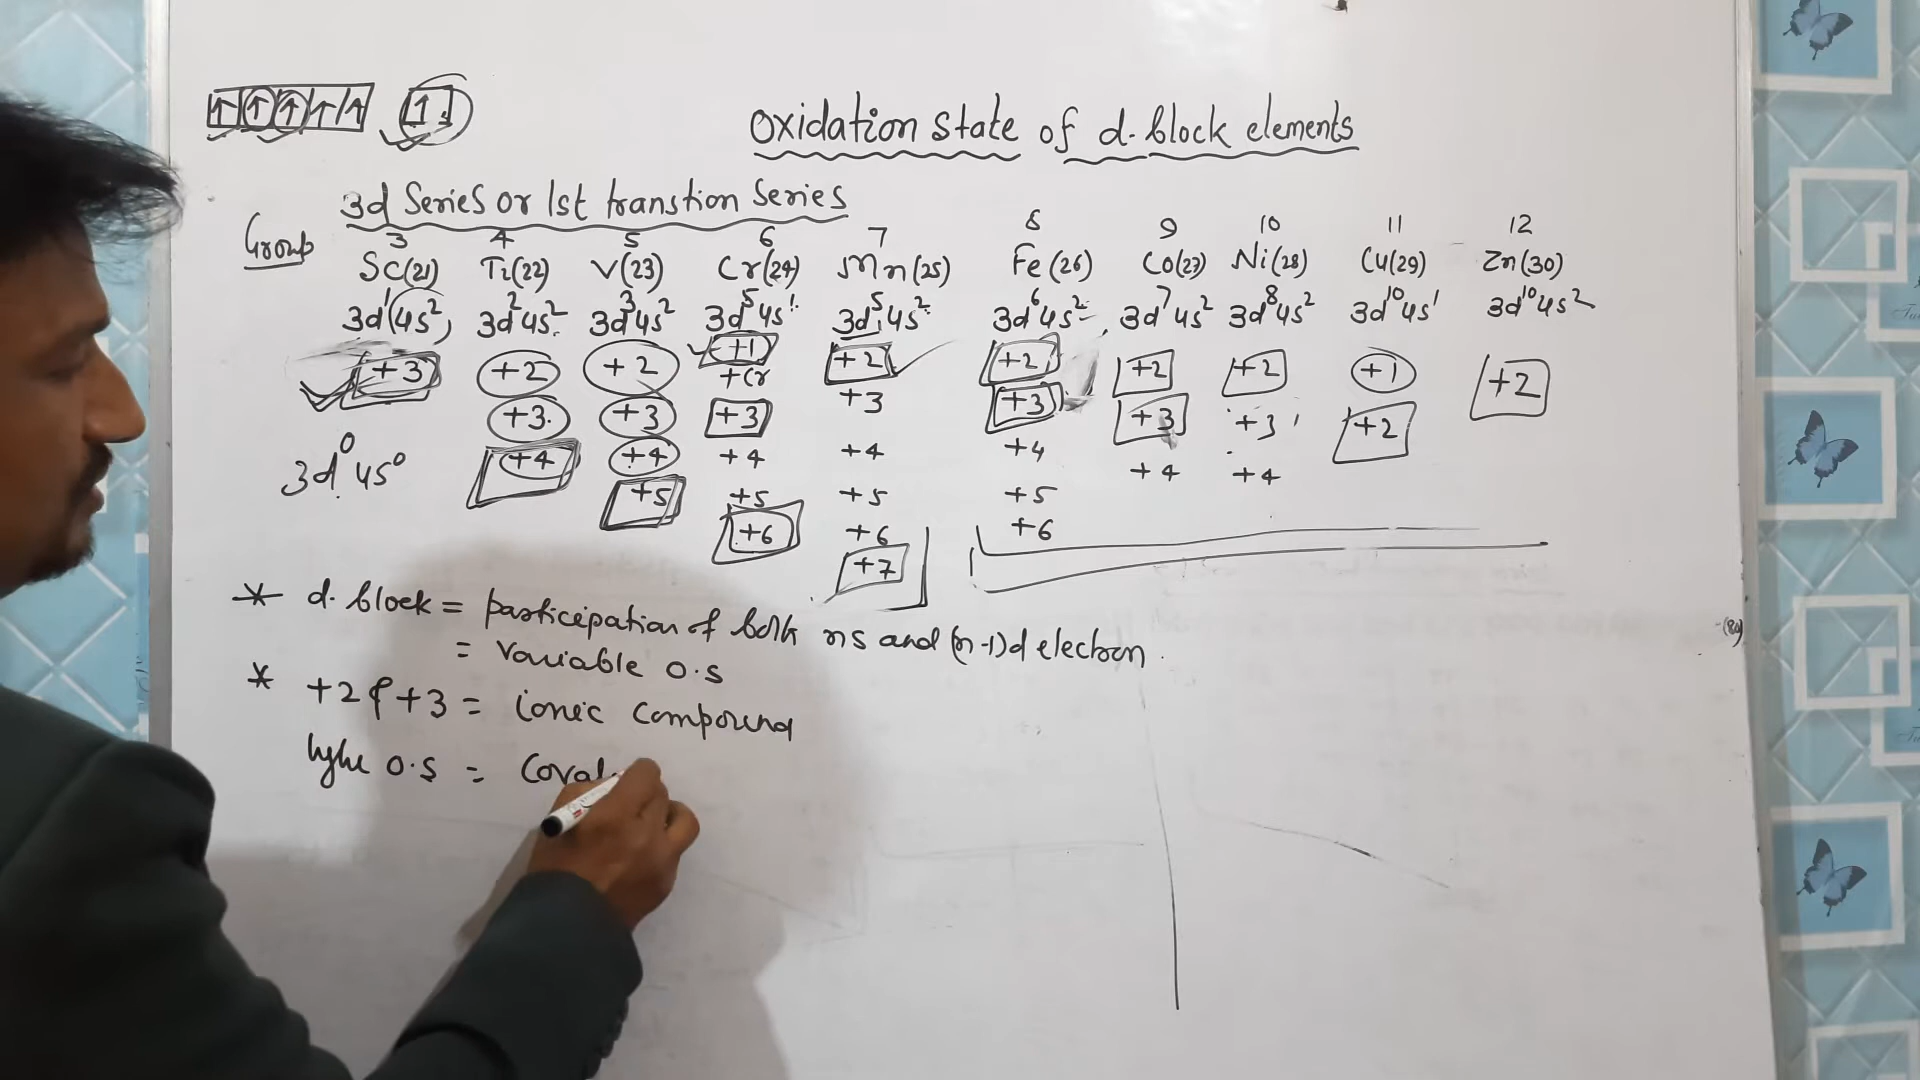 Oxidation state of d-block elements
3d Series or 1st transtion Series
Group 3 4 5 6 7 8 9 10 11 12
Sc(21) Ti(22) V(23) Cr(24) Mn(25) Fe(26) Co(27) Ni(28) Cu(29) Zn(30)
3d¹4s² 3d²4s² 3d³4s² 3d⁵4s¹ 3d⁵4s² 3d⁶4s² 3d⁷4s² 3d⁸4s² 3d¹⁰4s¹ 3d¹⁰4s²
+3 +2 +2 +1 +2 +2 +2 +2 +1 +2
+3 +3 +3 +3 +3 +3 +3 +2
3d⁰4s⁰ +4 +4 +4 +4 +4 +4 +4
+5 +5 +5 +5
+6 +6 +6
+7
* d-block = participation of both ns and (n-1)d electron.
= variable o.s
* +2 & +3 = ionic compound
o.s = Coval